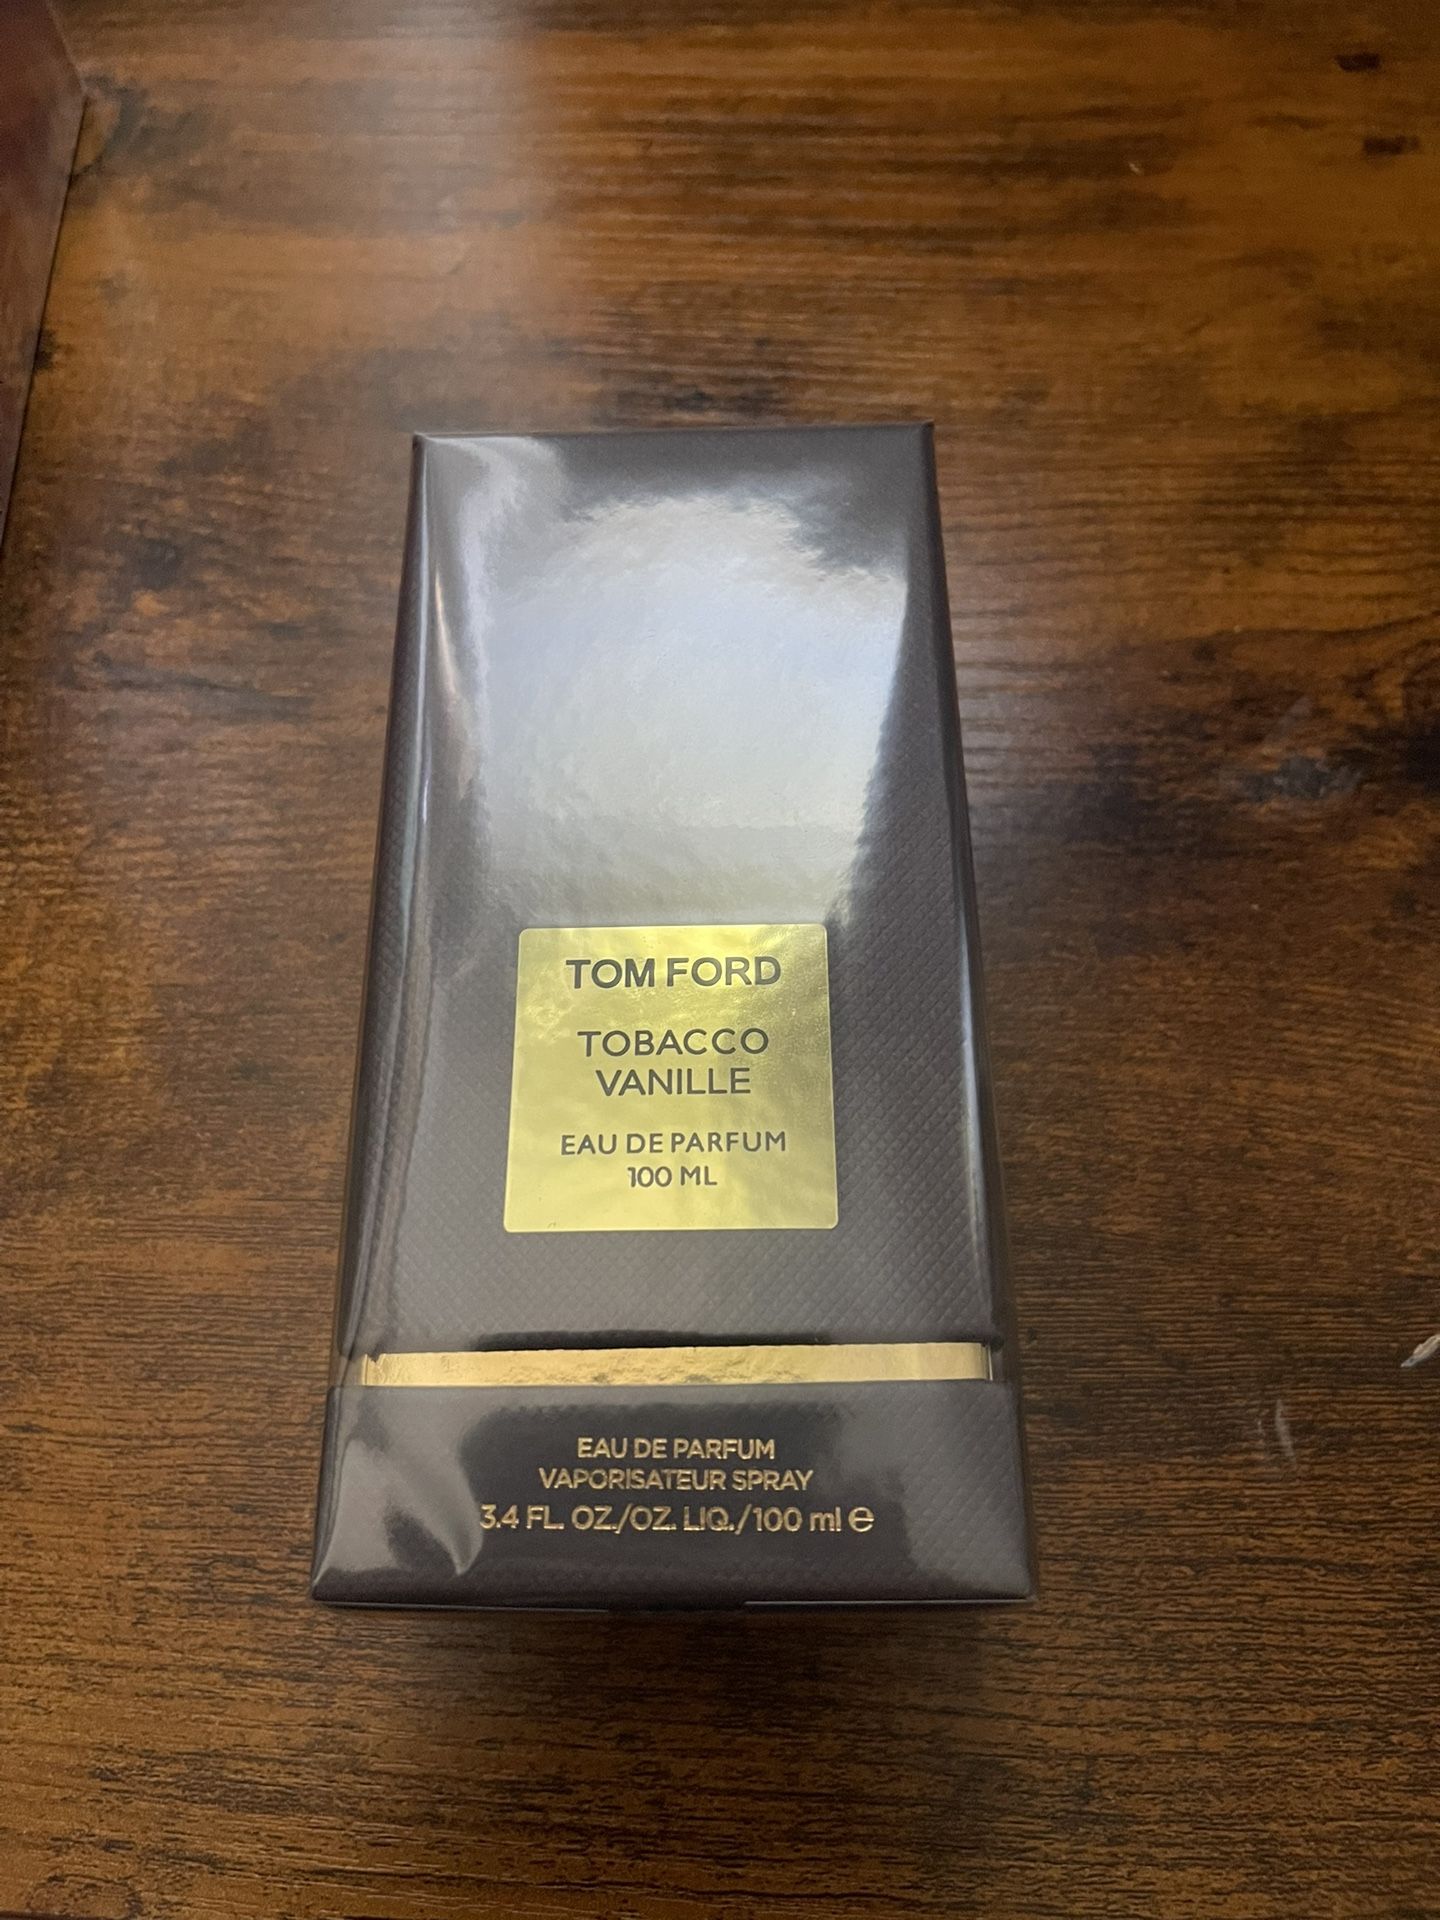 TOM FORD
TOBACCO
VANILLE
EAU DE PARFUM
100 ML
EAU DE PARFUM
VAPORISATEUR SPRAY
3.4 FL. OZ./OZ. LIQ./100 ml ℮